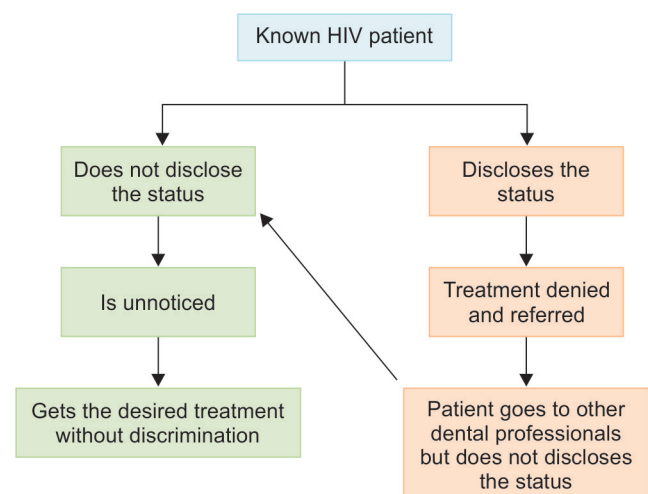 Known HIV patient
Does not disclose
the status
Discloses the
status
Is unnoticed
Treatment denied
and referred
Gets the desired treatment
without discrimination
Patient goes to other
dental professionals
but does not discloses
the status